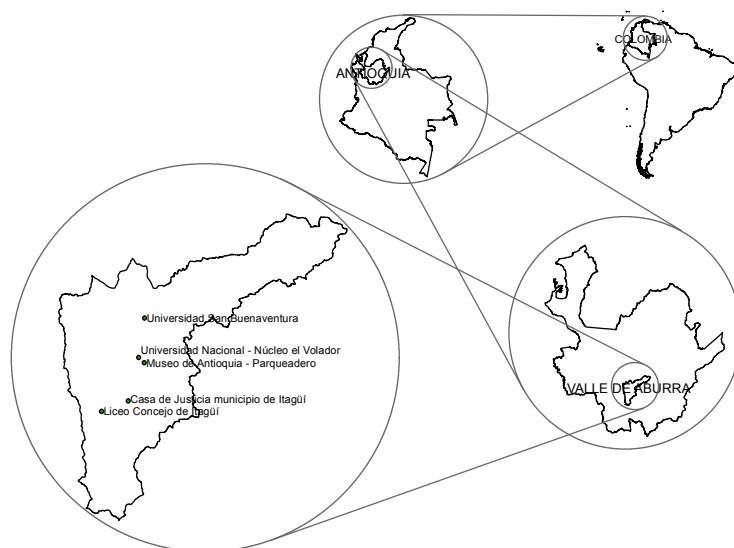 COLOMBIA
ANTIOQUIA
Universidad San Buenaventura
Universidad Nacional - Núcleo el Volador
Museo de Antioquia - Parqueadero
VALLE DE ABURRA
Casa de Justicia municipio de Itagüí
Liceo Concejo de Itagüí